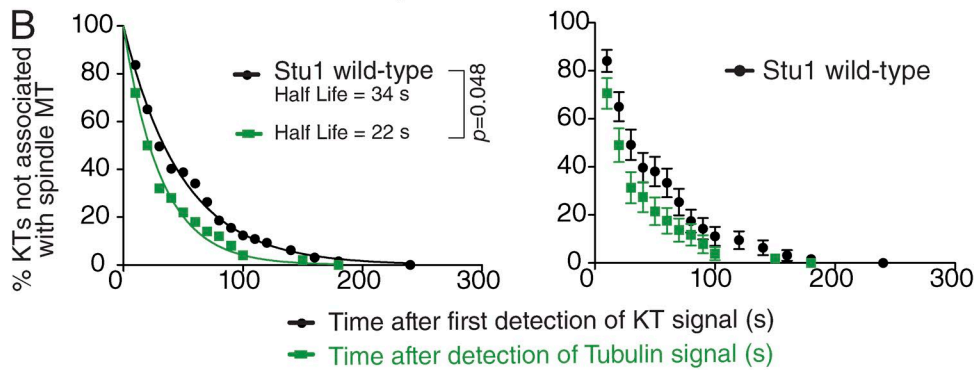 B
% KTs not associated
with spindle MT
100
80
60
40
20
0
0
100
200
300
Stu1 wild-type
Half Life = 34 s
Half Life = 22 s
p=0.048
100
80
60
40
20
0
0
100
200
300
Stu1 wild-type
Time after first detection of KT signal (s)
Time after detection of Tubulin signal (s)